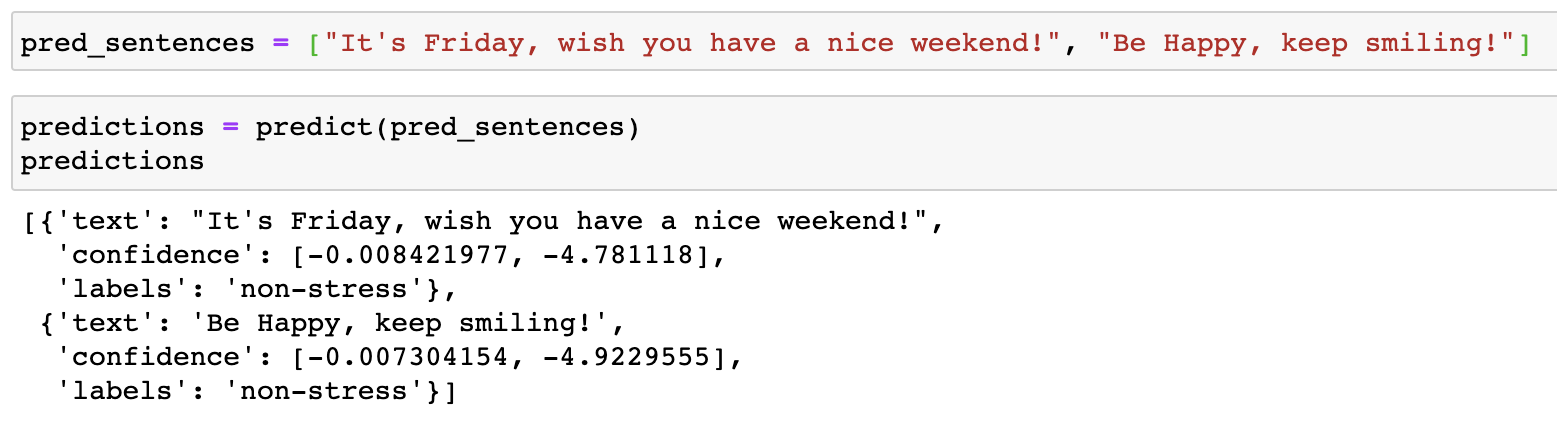 pred_sentences = ["It's Friday, wish you have a nice weekend!", "Be Happy, keep smiling!"]
predictions = predict(pred_sentences)
predictions
[{'text': "It's Friday, wish you have a nice weekend!",
'confidence': [-0.008421977, -4.781118],
'labels': 'non-stress'},
{'text': 'Be Happy, keep smiling!',
'confidence': [-0.007304154, -4.9229555],
'labels': 'non-stress'}]